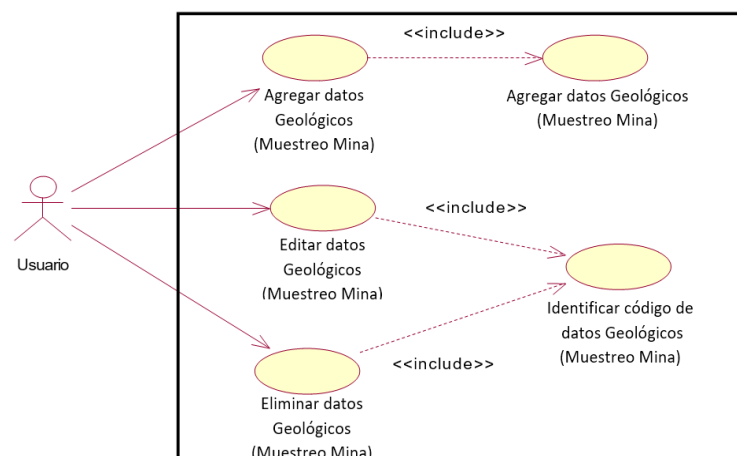 <<include>>
Agregar datos
Geológicos
(Muestreo Mina)
Agregar datos Geológicos
(Muestreo Mina)
Usuario
<<include>>
Editar datos
Geológicos
(Muestreo Mina)
Identificar código de
datos Geológicos
(Muestreo Mina)
<<include>>
Eliminar datos
Geológicos
(Muestreo Mina)